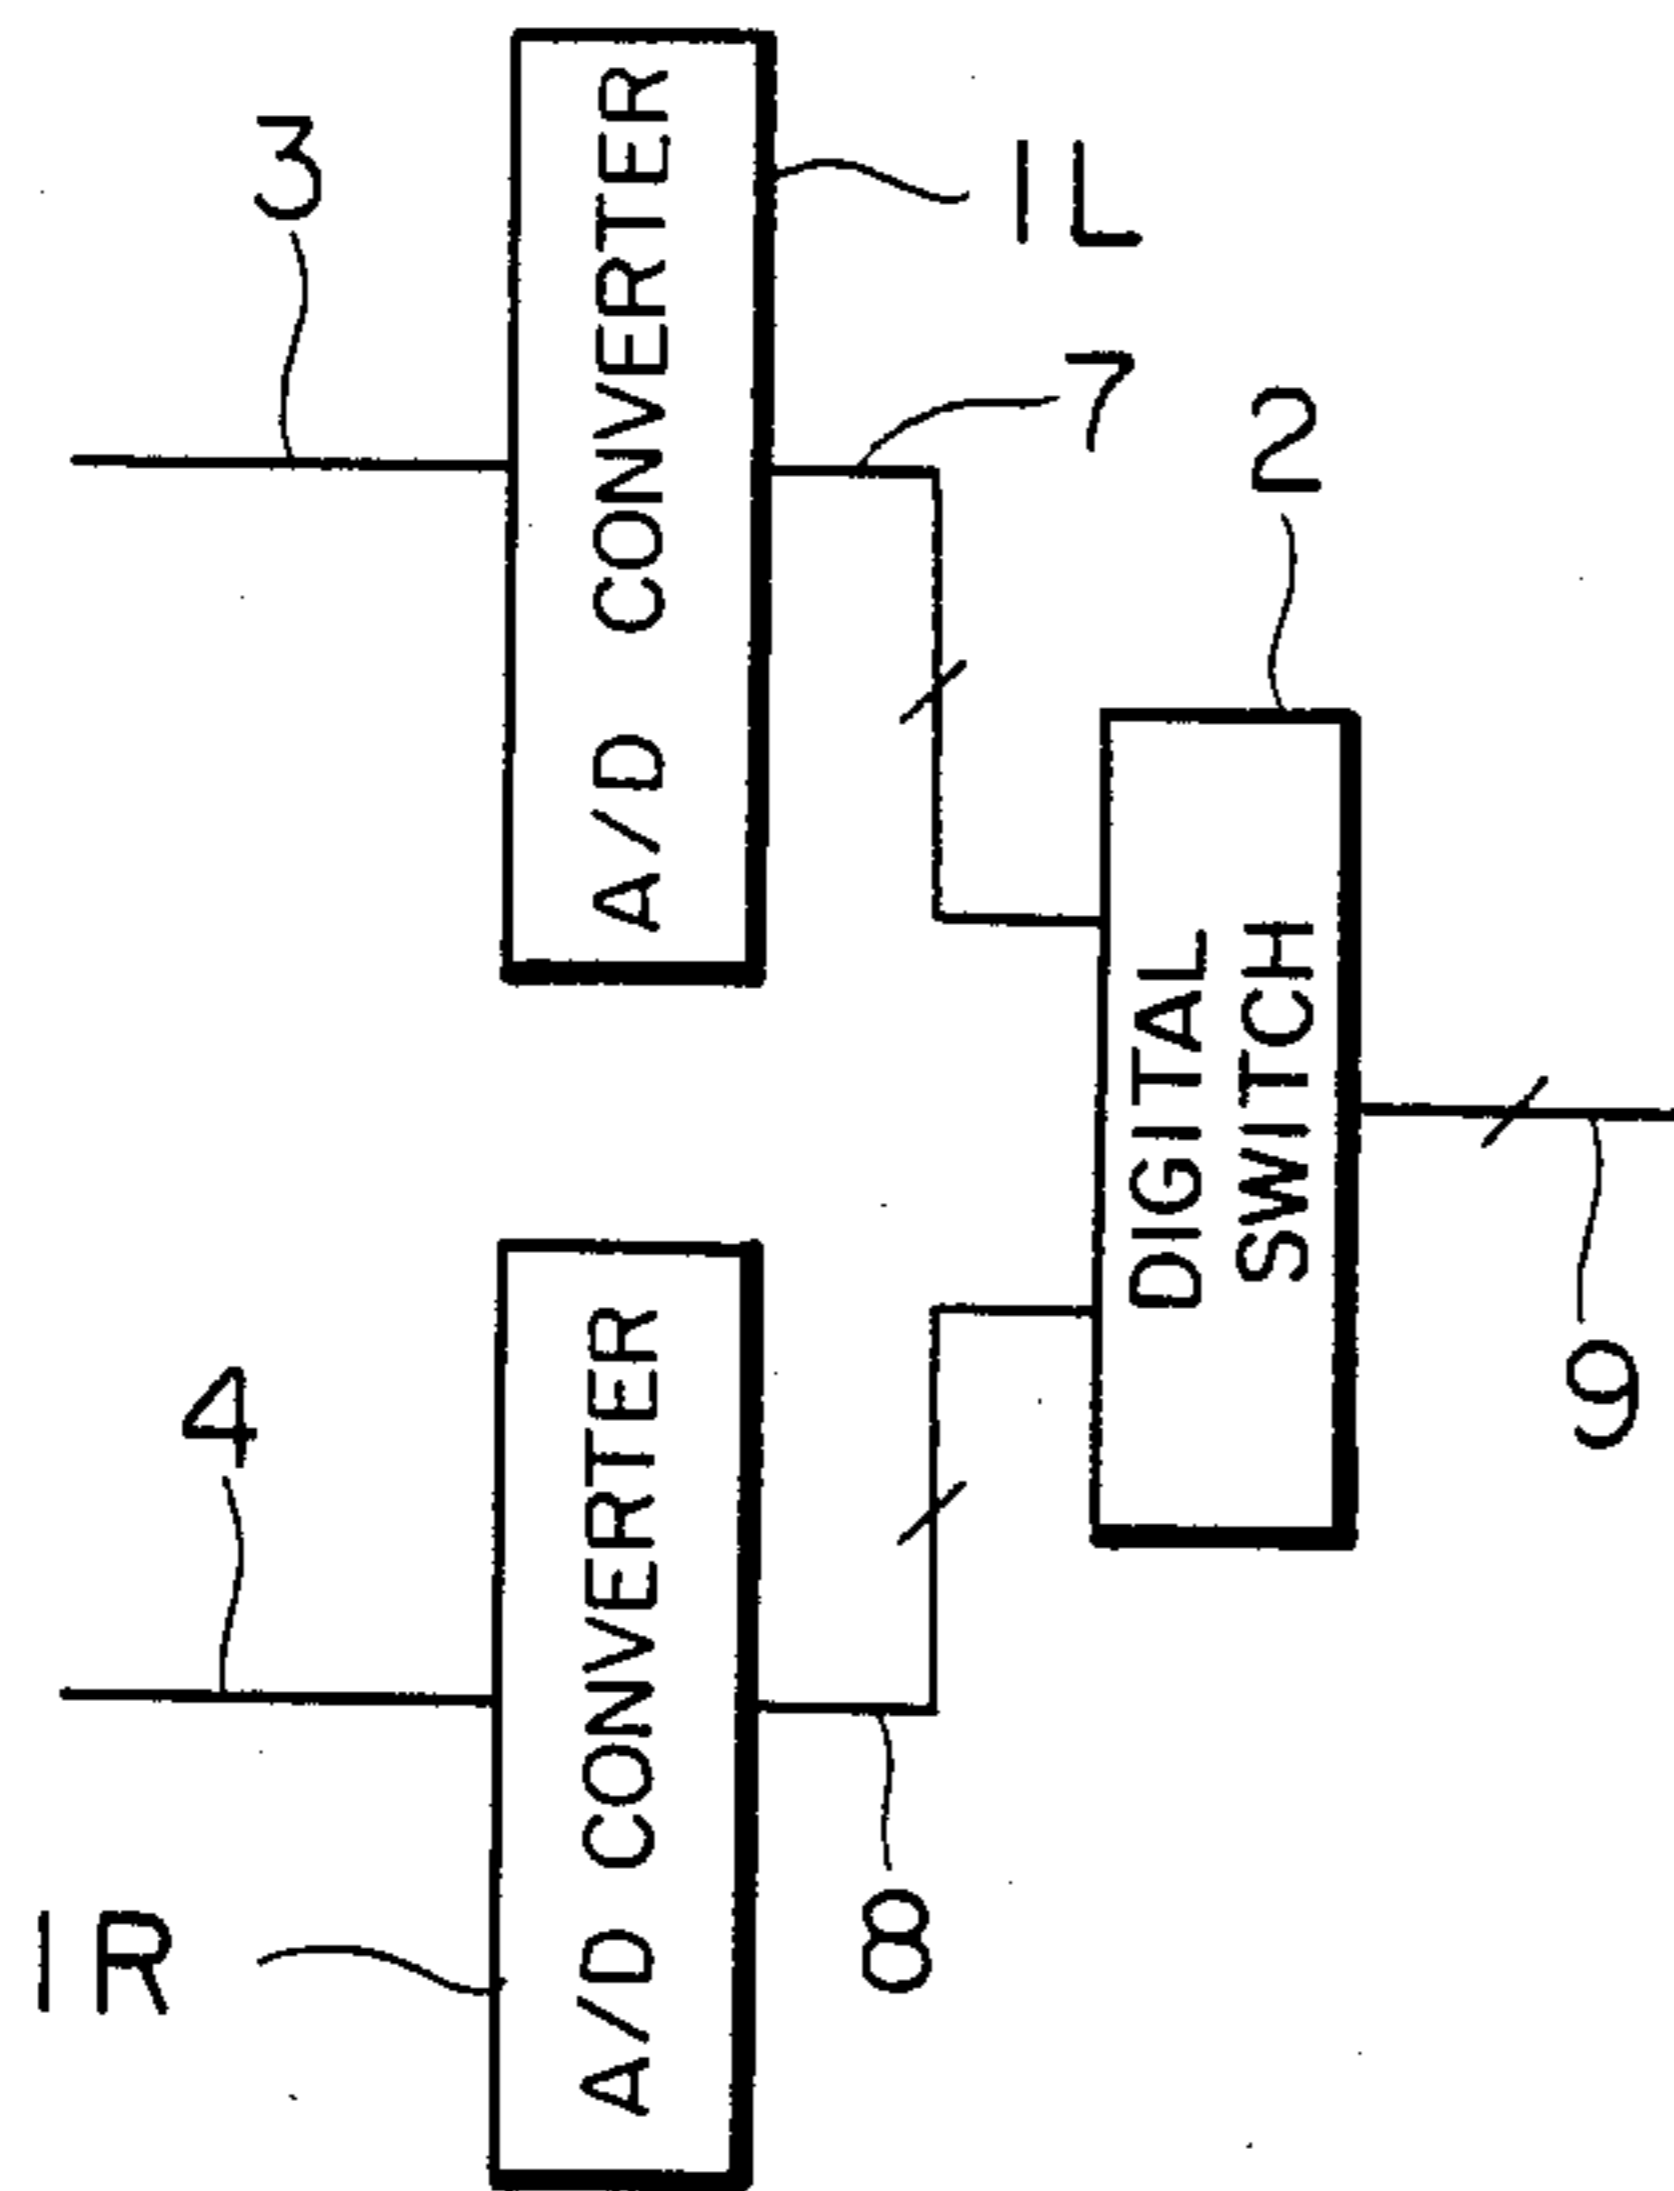 3
A/D CONVERTER
1L
7
2
DIGITAL
SWITCH
9
4
A/D CONVERTER
1R
8